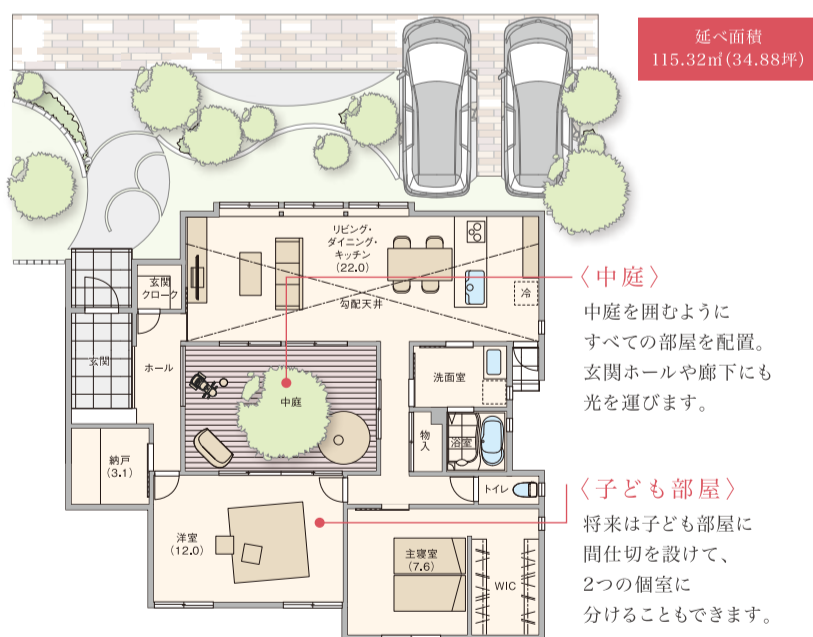 延べ面積
115.32㎡(34.88坪)
リビング・
ダイニング・
キッチン
(22.0)
勾配天井
冷
玄関
クローク
玄関
ホール
中庭
洗面室
物
入
浴室
納戸
(3.1)
トイレ
洋室
(12.0)
主寝室
(7.6)
WIC
〈中庭〉
中庭を囲むように
すべての部屋を配置。
玄関ホールや廊下にも
光を運びます。
〈子ども部屋〉
将来は子ども部屋に
間仕切を設けて、
2つの個室に
分けることもできます。